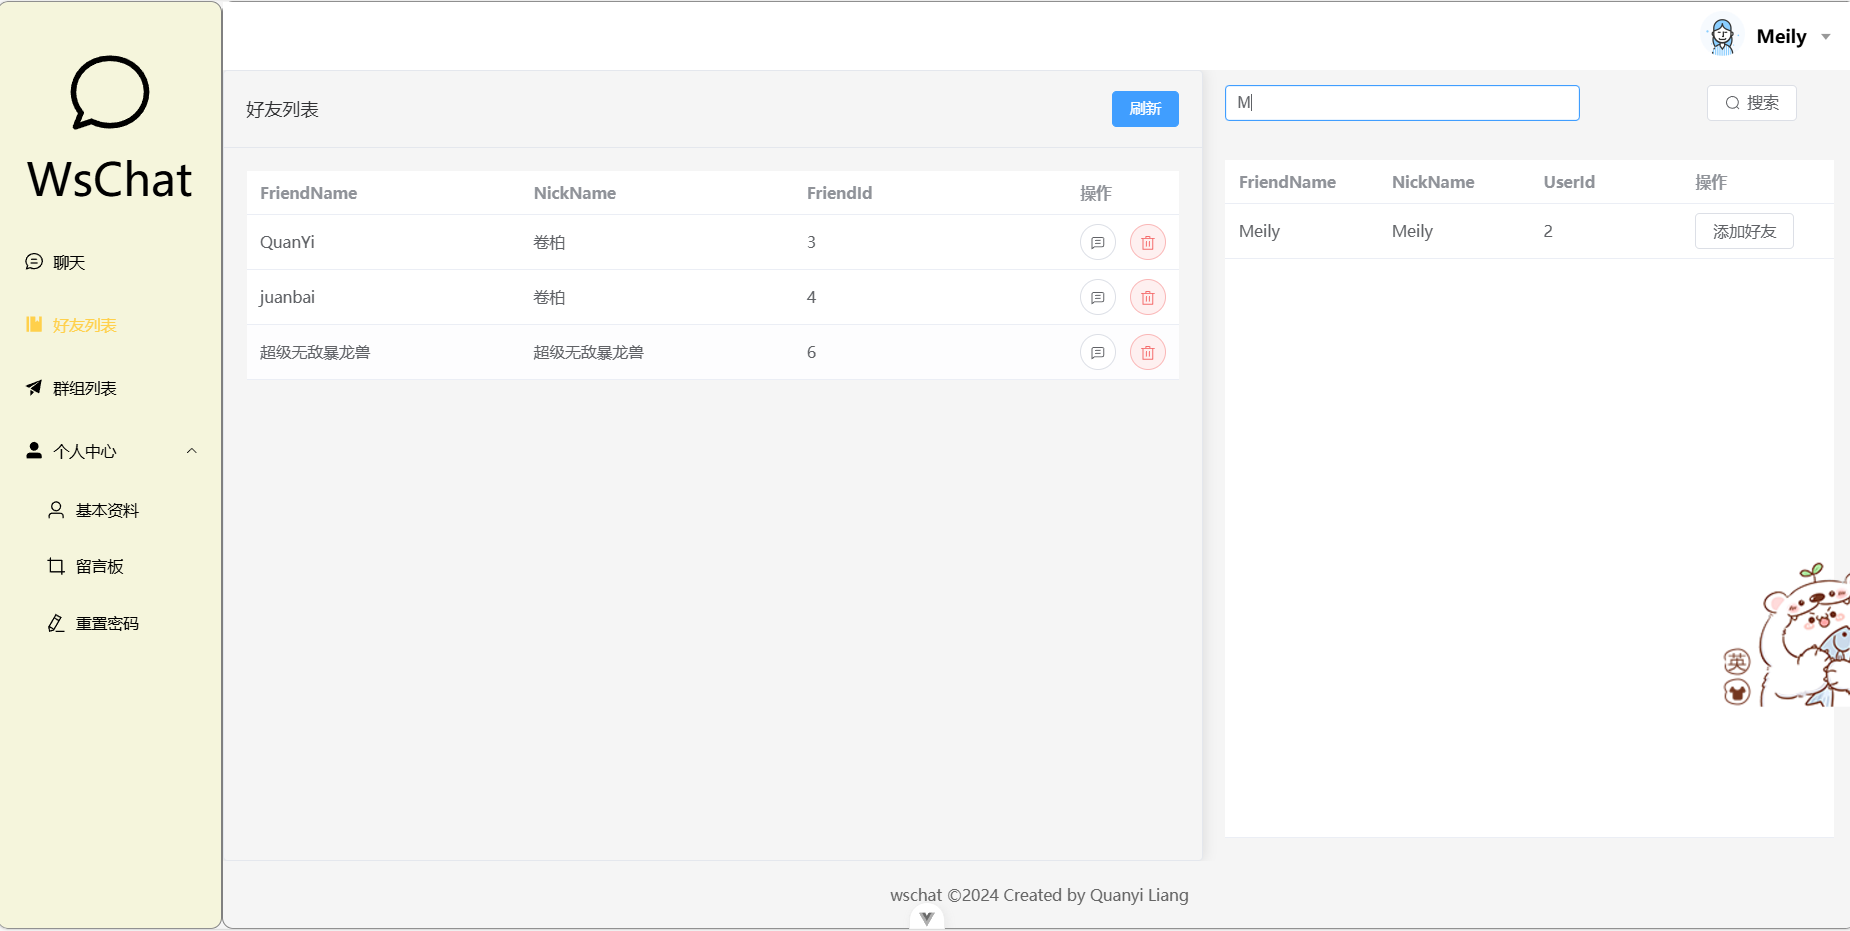 WsChat
聊天
好友列表
群组列表
个人中心
基本资料
留言板
重置密码
Meily
好友列表
刷新
FriendName NickName FriendId 操作
QuanYi 卷柏 3
juanbai 卷柏 4
超级无敌暴龙兽 超级无敌暴龙兽 6
M
搜索
FriendName NickName UserId 操作
Meily Meily 2 添加好友
英
wschat ©2024 Created by Quanyi Liang